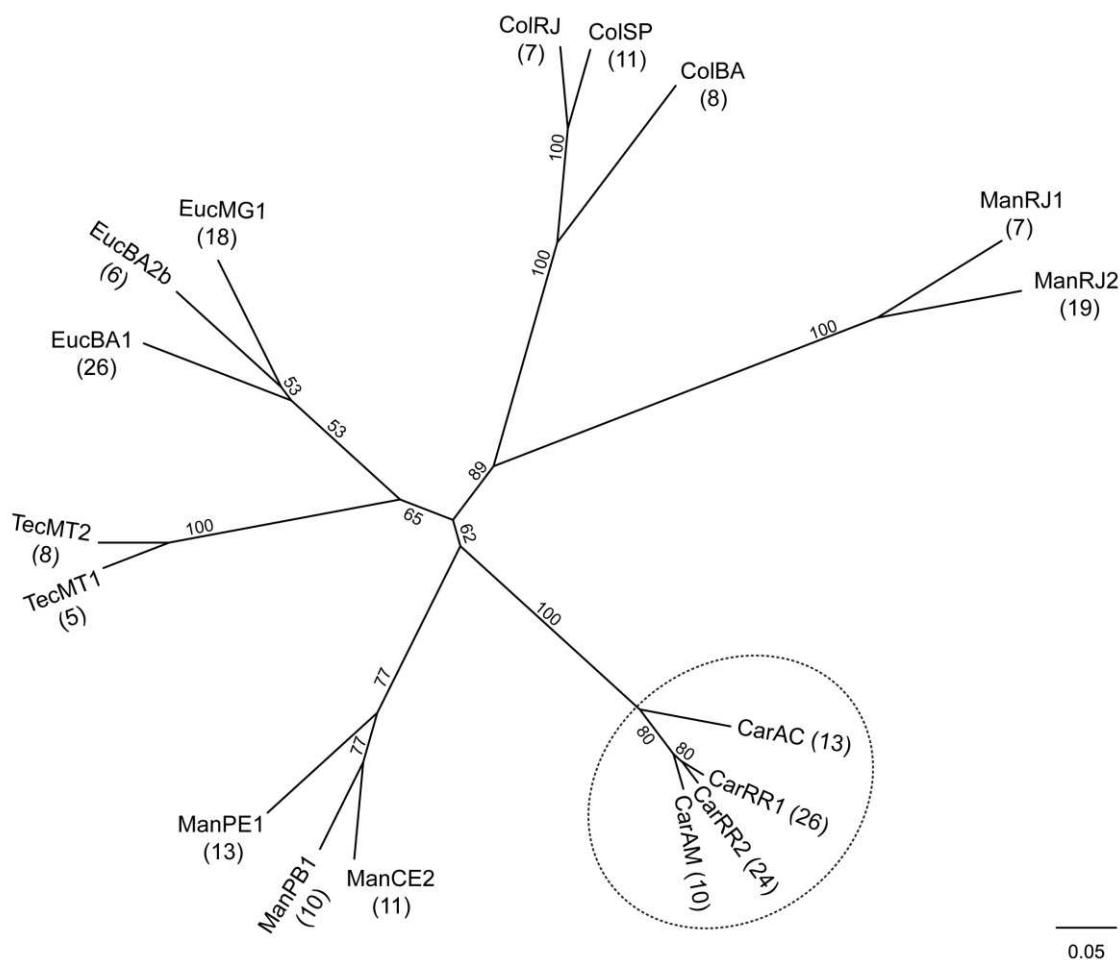 ColRJ
(7)
ColSP
(11)
ColBA
(8)
100
100
EucMG1
(18)
EucBA2b
(6)
EucBA1
(26)
53
53
ManRJ1
(7)
ManRJ2
(19)
100
89
65
62
TecMT2
(8)
100
TecMT1
(5)
100
77
77
ManPE1
(13)
ManPB1
(10)
ManCE2
(11)
80
80
CarAC (13)
CarRR1 (26)
CarRR2 (24)
CarAM (10)
0.05